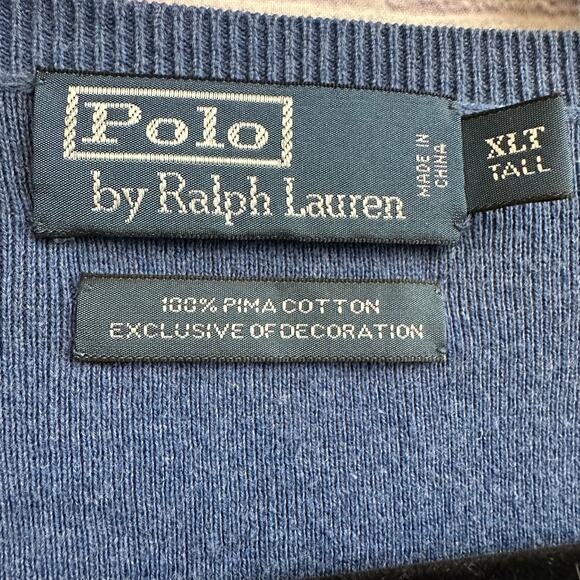 Polo
by Ralph Lauren
MADE IN
CHINA
XLT
TALL
100% PIMA COTTON
EXCLUSIVE OF DECORATION